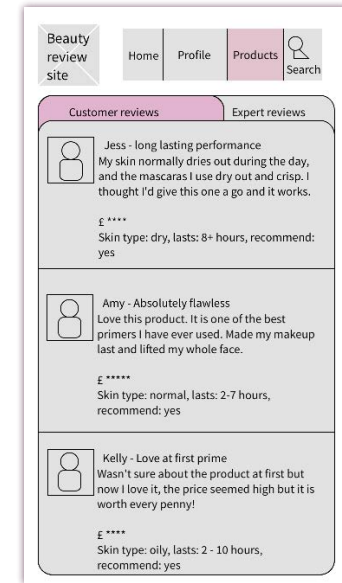 Beauty
review
site
Home
Profile
Products
Search
Customer reviews
Expert reviews
Jess - long lasting performance
My skin normally dries out during the day,
and the mascaras I use dry out and crisp. I
thought I'd give this one a go and it works.
£ ****
Skin type: dry, lasts: 8+ hours, recommend:
yes
Amy - Absolutely flawless
Love this product. It is one of the best
primers I have ever used. Made my makeup
last and lifted my whole face.
£ *****
Skin type: normal, lasts: 2-7 hours,
recommend: yes
Kelly - Love at first prime
Wasn't sure about the product at first but
now I love it, the price seemed high but it is
worth every penny!
£ ****
Skin type: oily, lasts: 2 - 10 hours,
recommend: yes